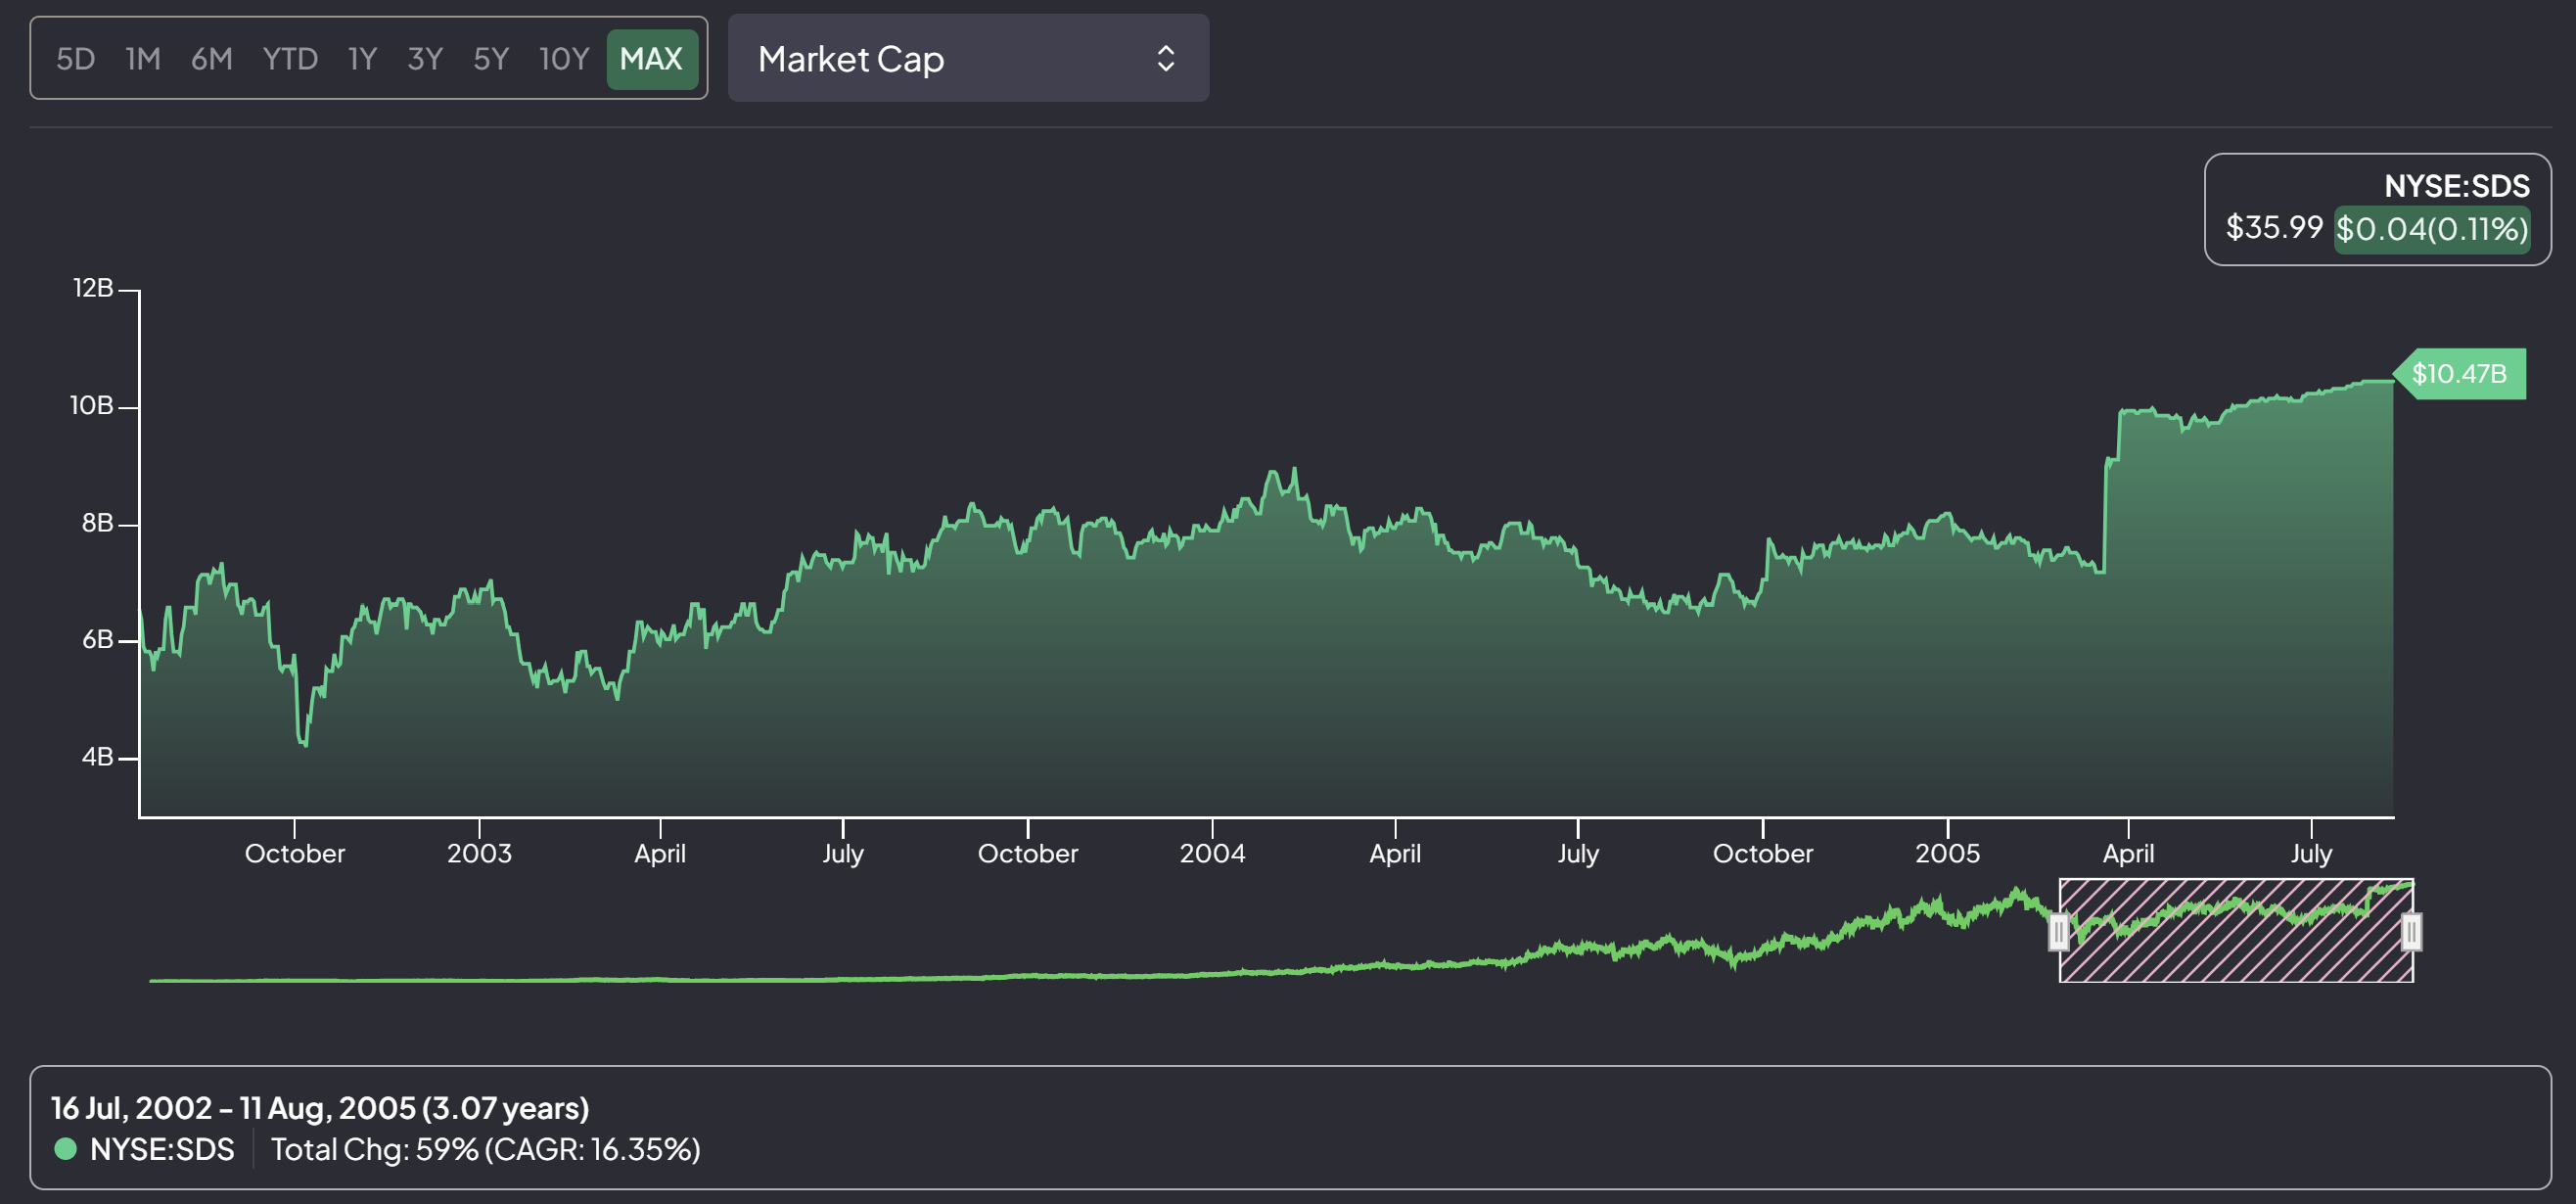 5D 1M 6M YTD 1Y 3Y 5Y 10Y MAX Market Cap
NYSE:SDS
$35.99 $0.04(0.11%)
12B
10B
8B
6B
4B
$10.47B
October 2003 April July October 2004 April July October 2005 April July
16 Jul, 2002 - 11 Aug, 2005 (3.07 years)
NYSE:SDS Total Chg: 59% (CAGR: 16.35%)